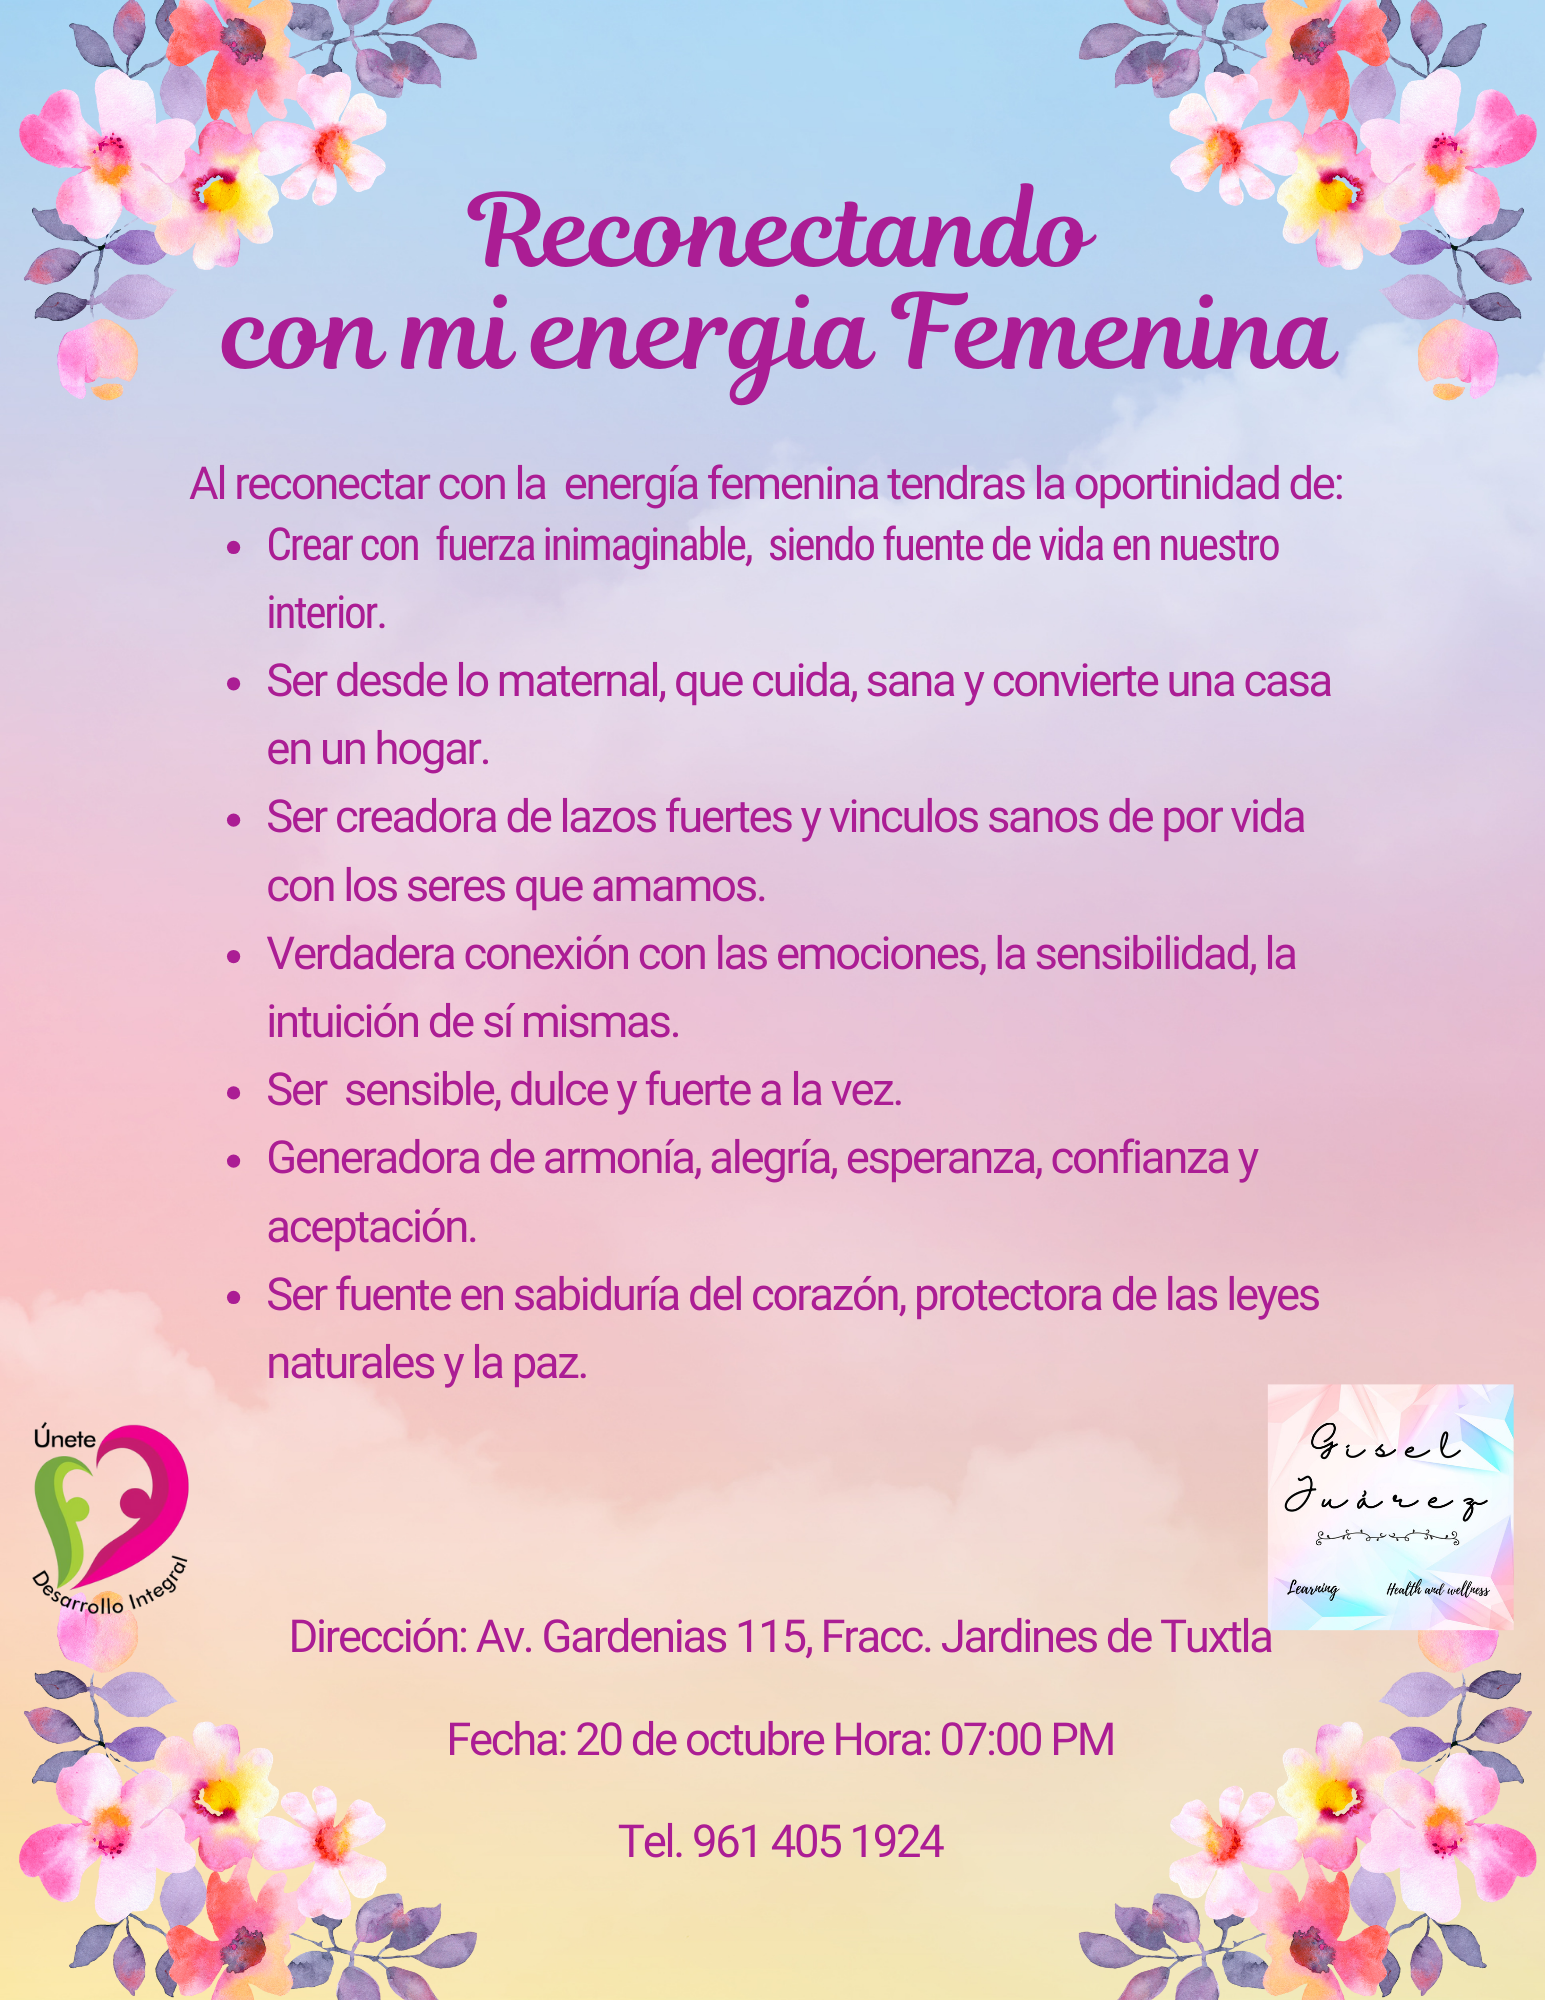 Reconectando
con mi energia Femenina
Al reconectar con la energía femenina tendras la oportinidad de:
• Crear con fuerza inimaginable, siendo fuente de vida en nuestro
interior.
• Ser desde lo maternal, que cuida, sana y convierte una casa
en un hogar.
• Ser creadora de lazos fuertes y vinculos sanos de por vida
con los seres que amamos.
• Verdadera conexión con las emociones, la sensibilidad, la
intuición de sí mismas.
• Ser sensible, dulce y fuerte a la vez.
• Generadora de armonía, alegría, esperanza, confianza y
aceptación.
• Ser fuente en sabiduría del corazón, protectora de las leyes
naturales y la paz.
Únete
Desarrollo Integral
Gisel
Juárez
Learning Health and wellness
Dirección: Av. Gardenias 115, Fracc. Jardines de Tuxtla
Fecha: 20 de octubre Hora: 07:00 PM
Tel. 961 405 1924